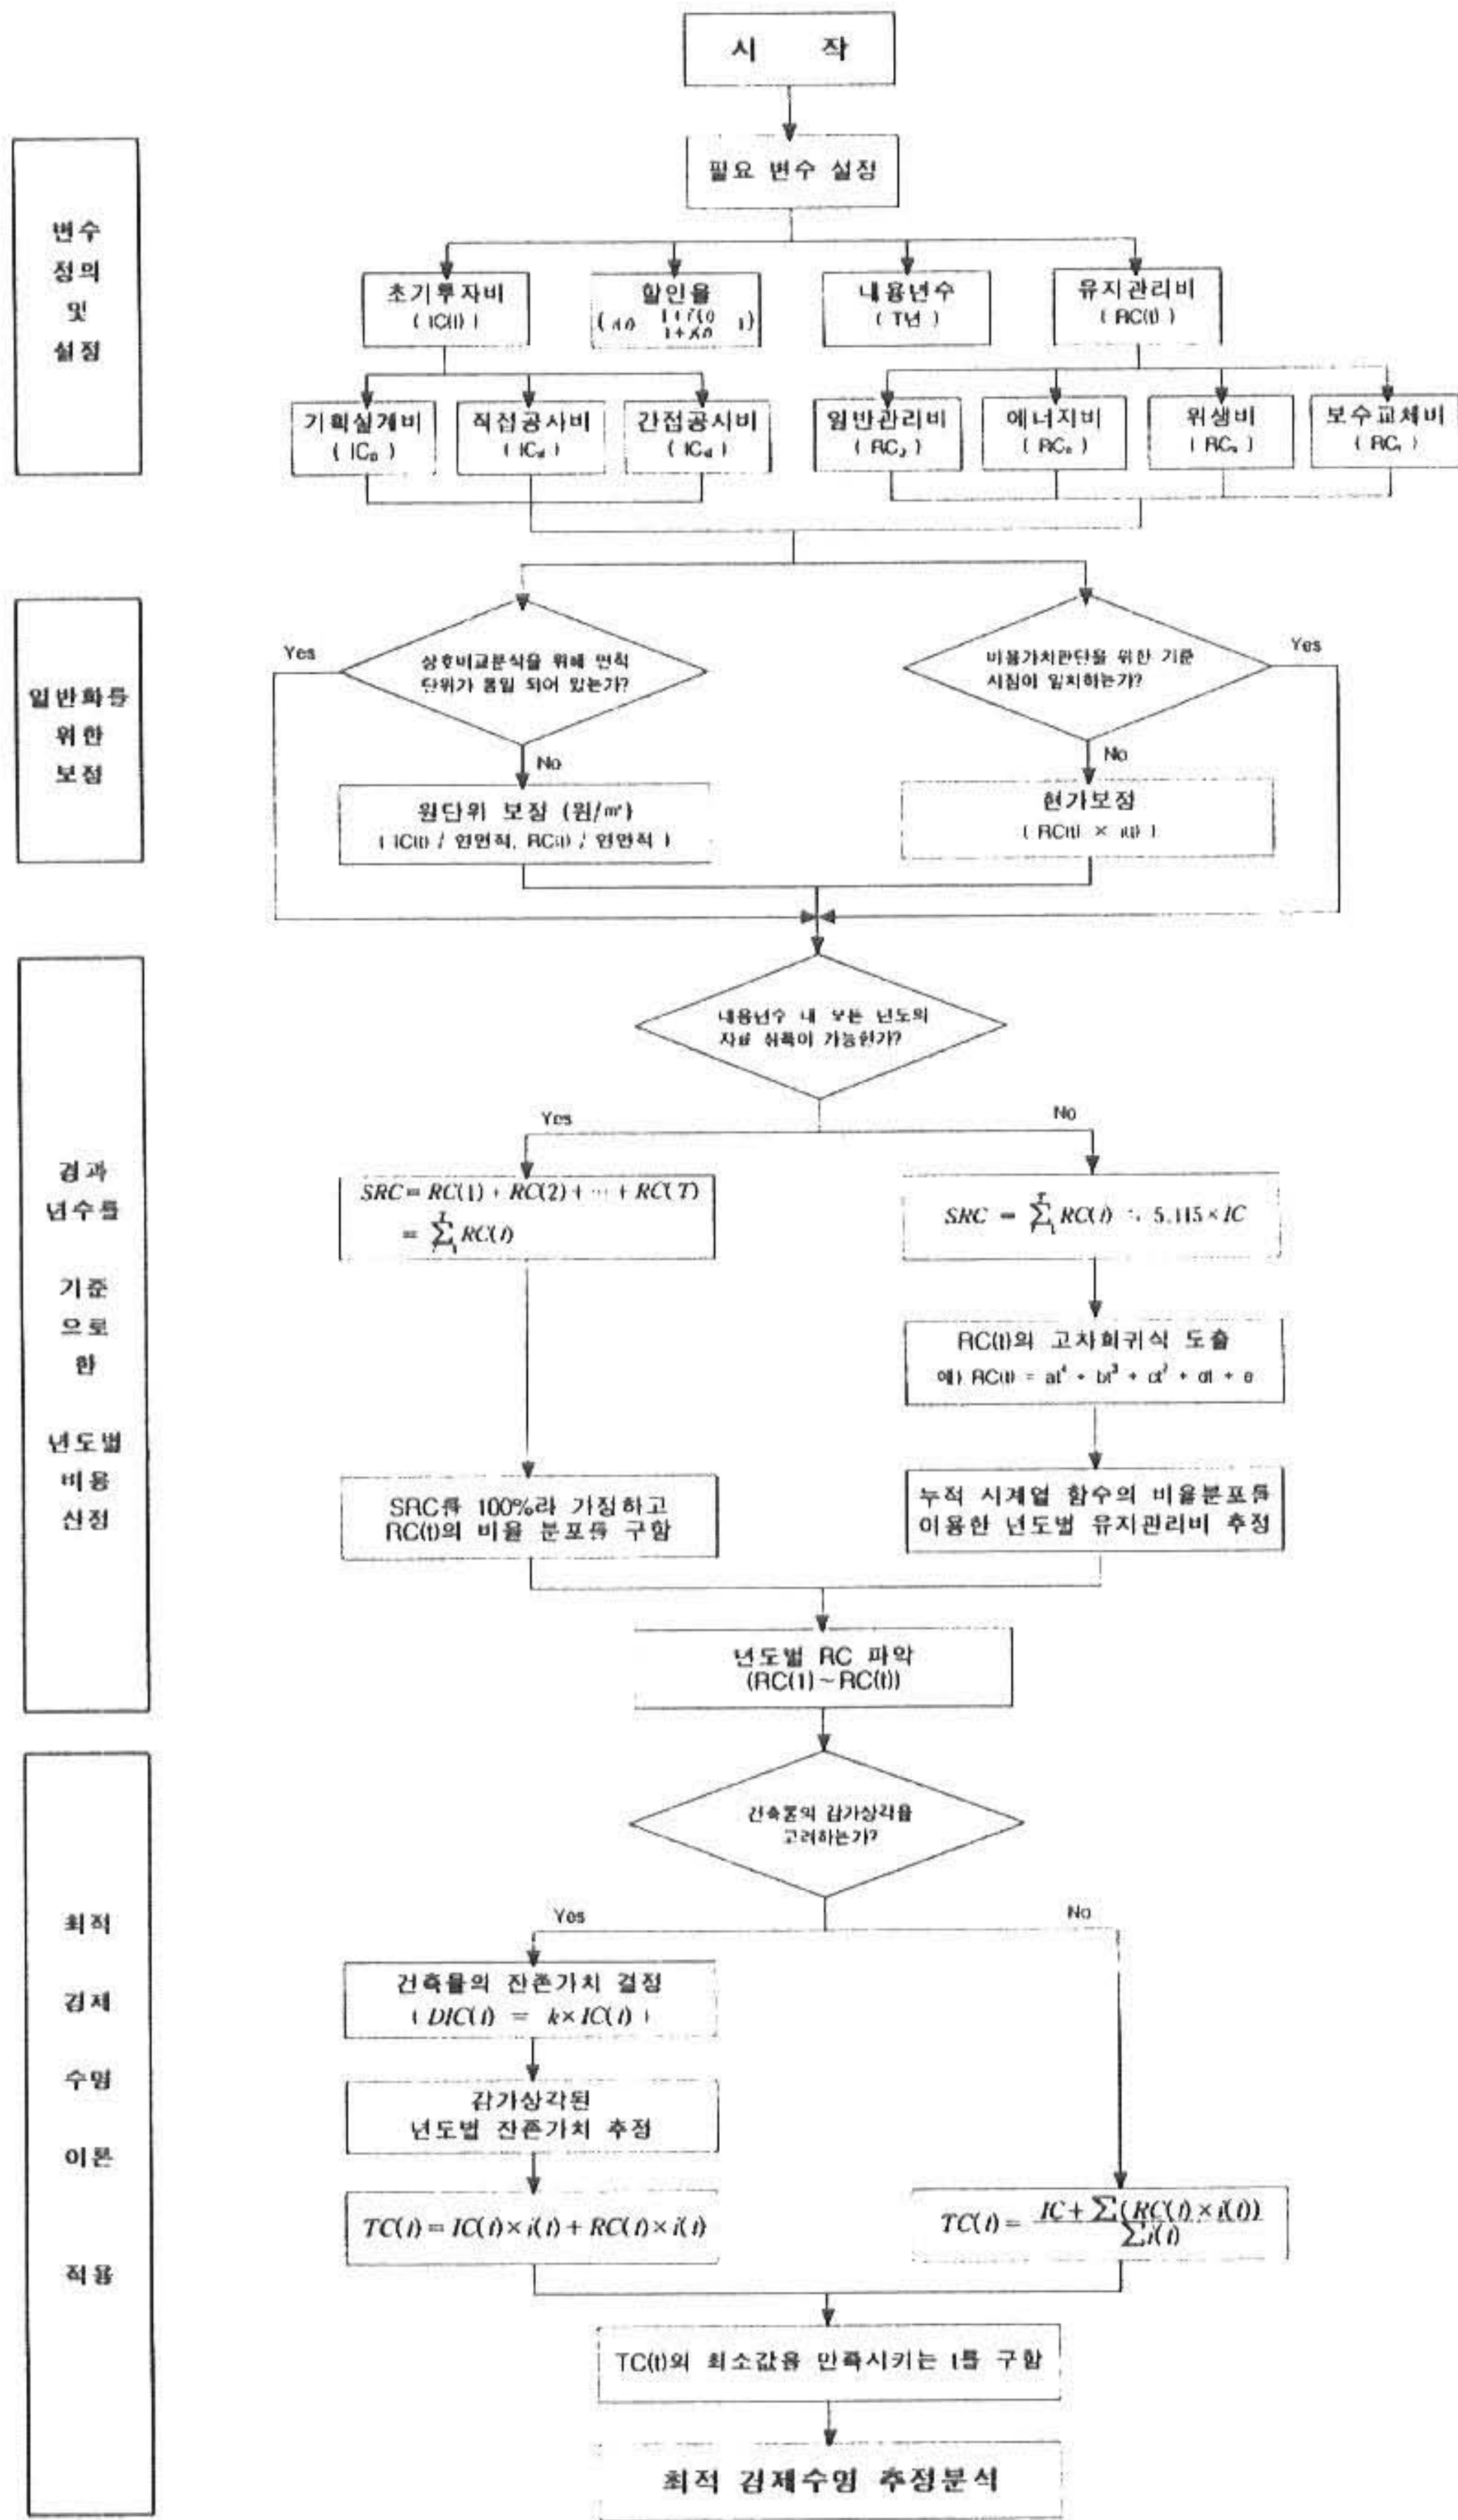 시 작
필요 변수 설정
변수
정의
및
설정
초기투자비
( IC(t) )
할인율
내용년수
( T년 )
유지관리비
( RC(t) )
기획설계비
직접공사비
간접공사비
일반관리비
에너지비
위생비
보수교체비
일반화를
위한
보정
Yes
상호비교분석을 위해 면적
단위가 통일 되어 있는가?
No
비용가치판단을 위한 기준
시점이 일치하는가?
Yes
No
원단위 보정 (원/㎡)
( IC(t) / 연면적, RC(t) / 연면적 )
현가보정
( RC(t) × i(t) )
경과
년수를
기준
으로
한
년도별
비용
산정
내용년수 내 모든 년도의
자료 취득이 가능한가?
Yes
No
SRC = RC(1) + RC(2) + ⋯ + RC(T)
= ∑ RC(t)
SRC = ∑ RC(t) 5.115 × IC
RC(t)의 고차회귀식 도출
예) RC(t) = at⁴ + bt³ + ct² + dt + e
SRC를 100%라 가정하고
RC(t)의 비율 분포를 구함
누적 시계열 함수의 비율분포를
이용한 년도별 유지관리비 추정
년도별 RC 파악
(RC(1) ~ RC(t))
최적
경제
수명
이론
적용
건축물의 감가상각을
고려하는가?
Yes
No
건축물의 잔존가치 결정
( DIC(t) = k × IC(t) )
감가상각된
년도별 잔존가치 추정
TC(t) = IC(t) × i(t) + RC(t) × i(t)
TC(t) = IC + ∑(RC(t) × i(t)) / ∑i(t)
TC(t)의 최소값을 만족시키는 t를 구함
최적 경제수명 추정분석